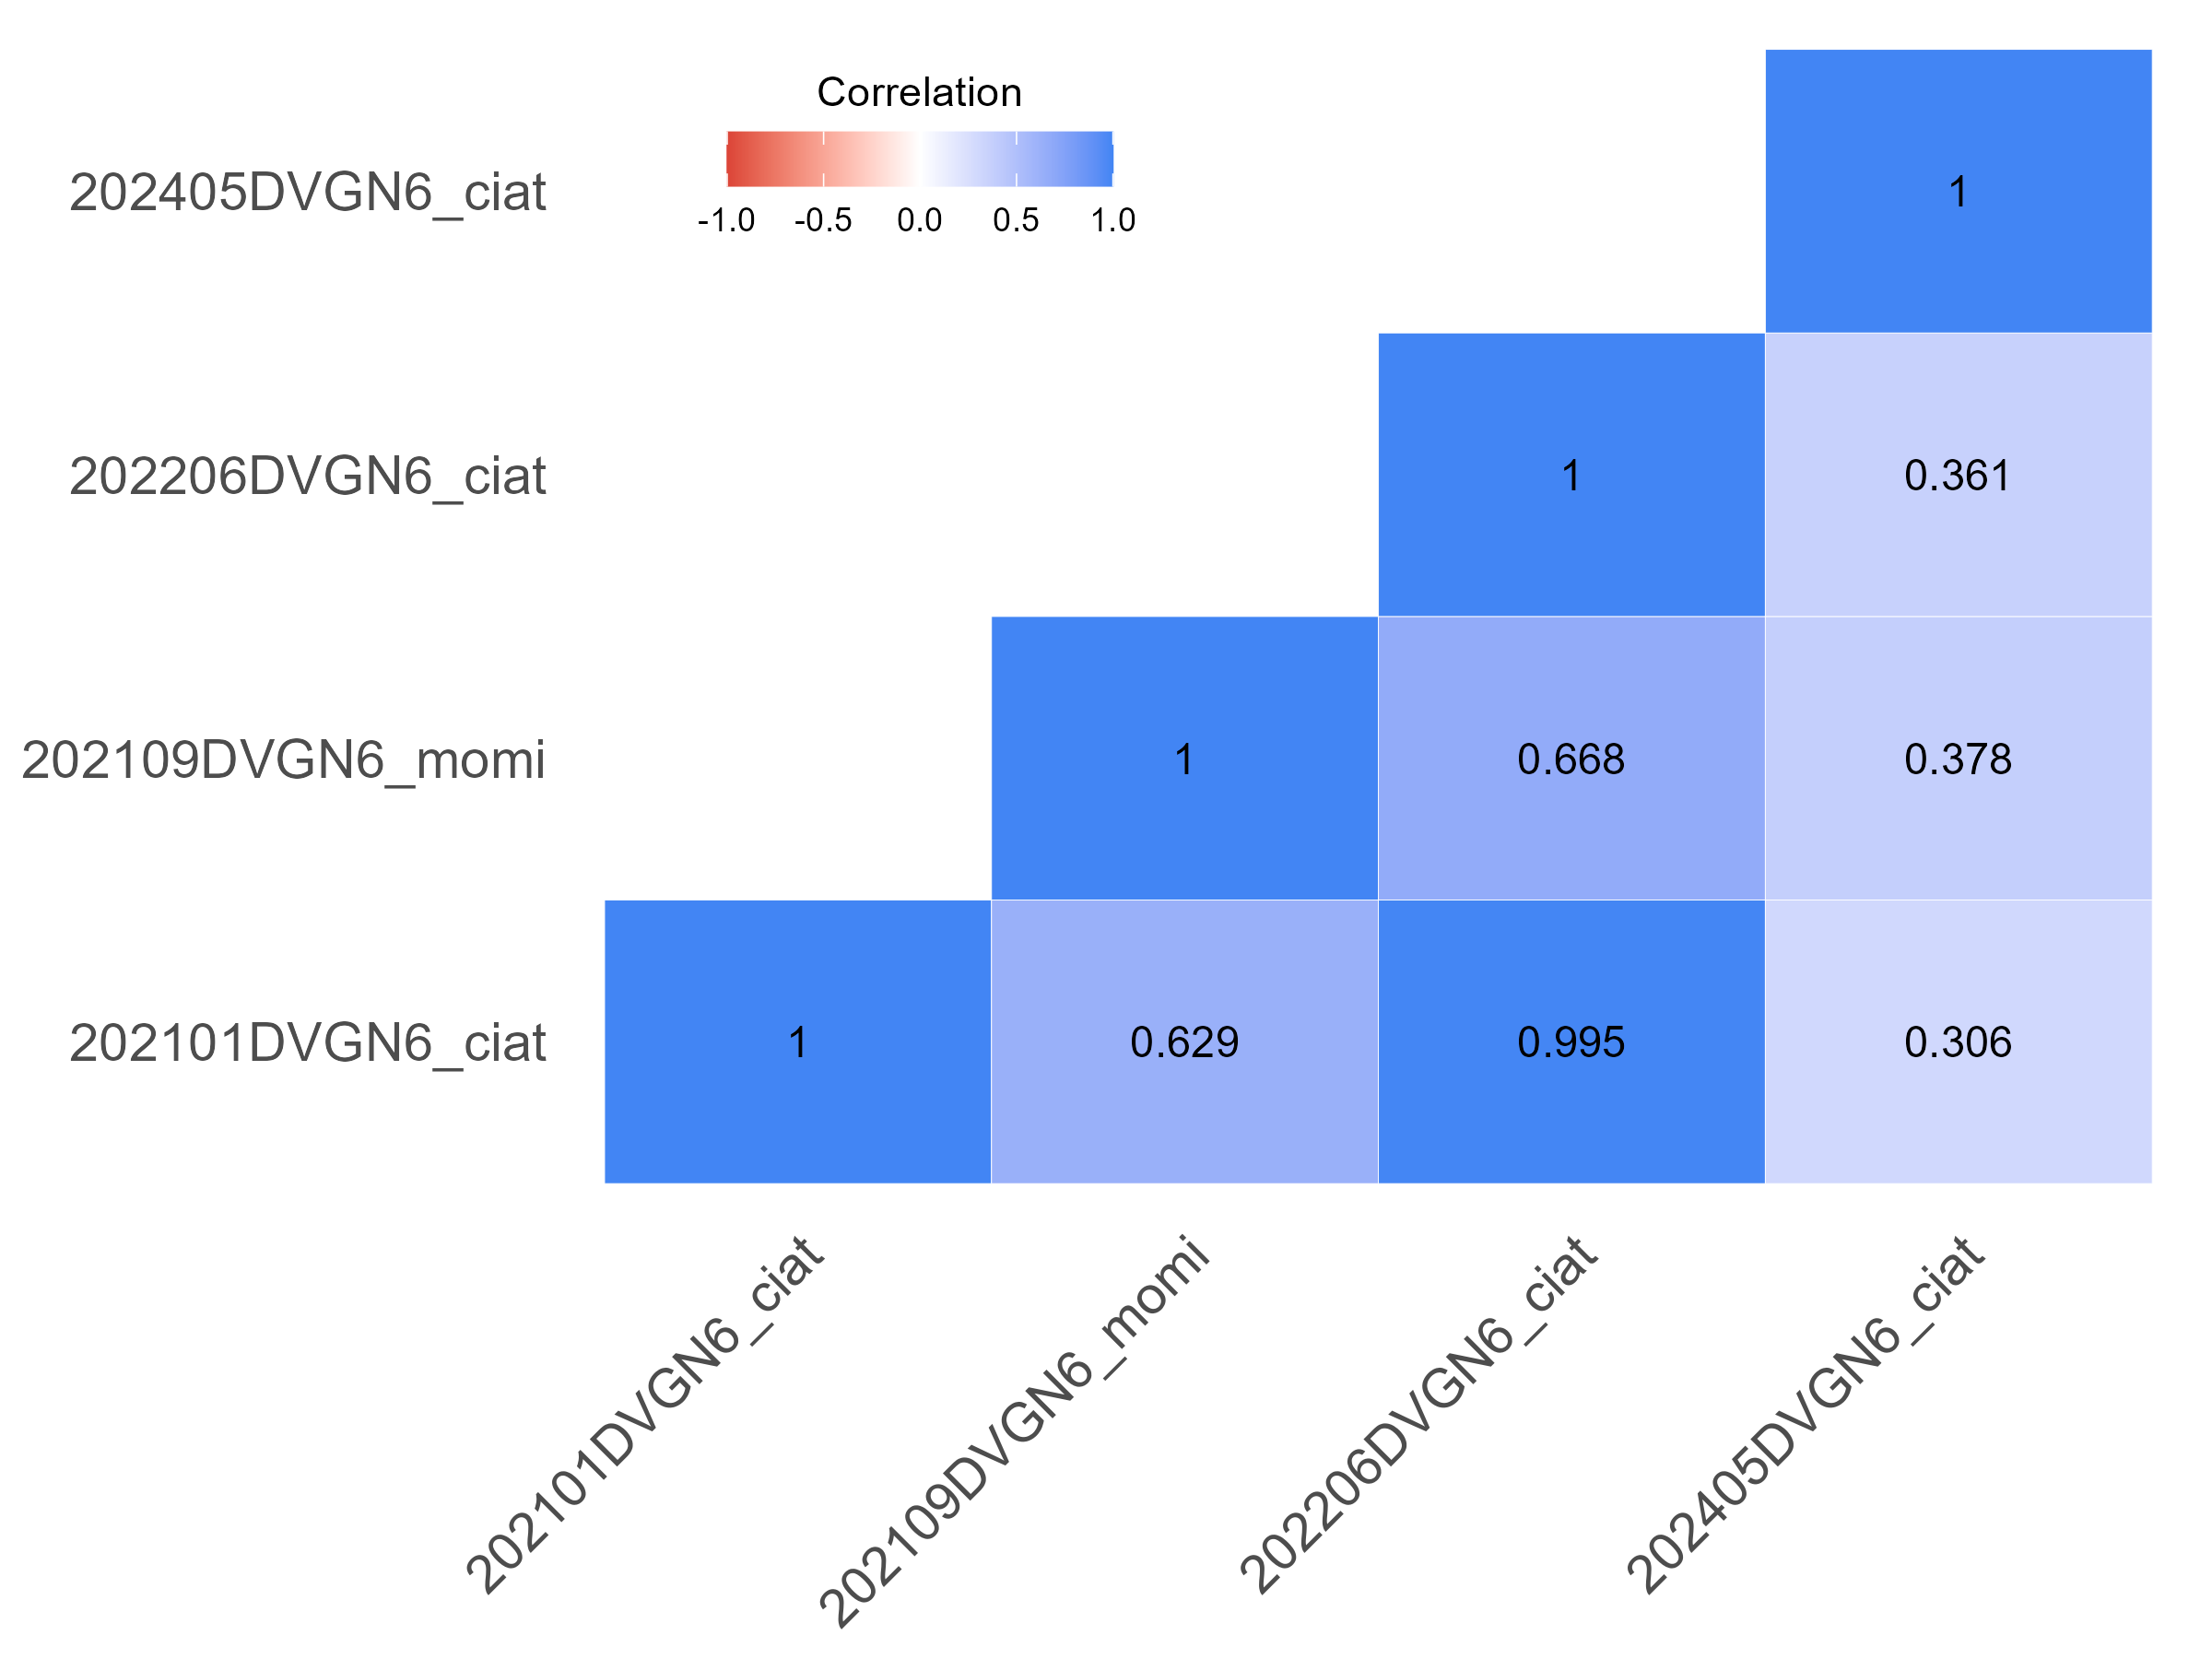 Correlation
-1.0 -0.5 0.0 0.5 1.0
202405DVGN6_ciat 1
202206DVGN6_ciat 1 0.361
202109DVGN6_momi 1 0.668 0.378
202101DVGN6_ciat 1 0.629 0.995 0.306
202101DVGN6_ciat
202109DVGN6_momi
202206DVGN6_ciat
202405DVGN6_ciat